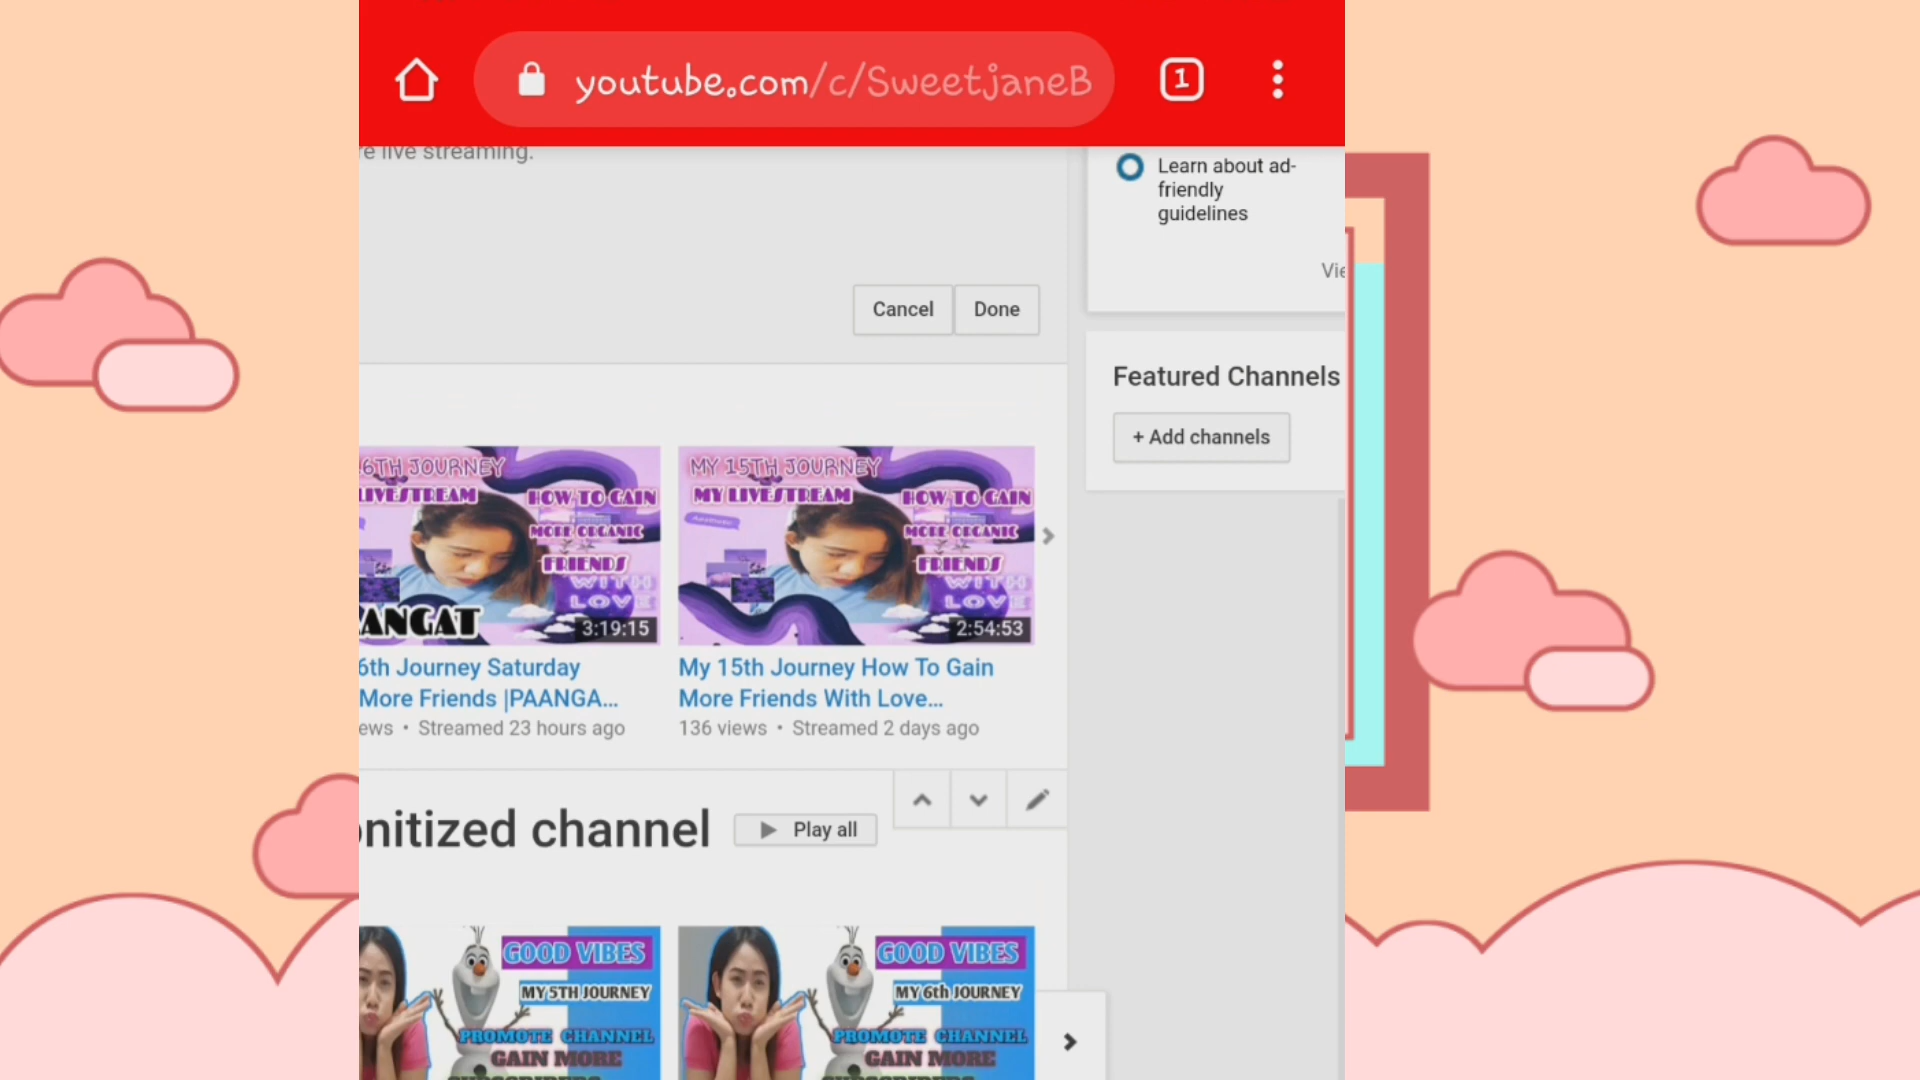 youtube.com/c/SweetjaneB
1
re live streaming.
Learn about ad-
friendly
guidelines
Vie
Cancel
Done
Featured Channels
+ Add channels
6TH JOURNEY
LIVESTREAM
HOW TO GAIN
MORE ORGANIC
FRIENDS
WITH
LOVE
ANGAT
3:19:15
MY 15TH JOURNEY
MY LIVESTREAM
HOW TO GAIN
MORE ORGANIC
FRIENDS
WITH
LOVE
2:54:53
6th Journey Saturday
More Friends |PAANGA...
ews • Streamed 23 hours ago
My 15th Journey How To Gain
More Friends With Love...
136 views • Streamed 2 days ago
onitized channel
Play all
GOOD VIBES
MY 5TH JOURNEY
PROMOTE CHANNEL
GAIN MORE
GOOD VIBES
MY 6th JOURNEY
PROMOTE CHANNEL
GAIN MORE